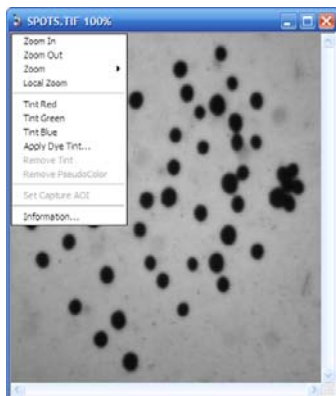 SPOTS.TIF 100%
Zoom In
Zoom Out
Zoom
Local Zoom
Tint Red
Tint Green
Tint Blue
Apply Dye Tint...
Remove Tint
Remove PseudoColor
Set Capture AOI
Information...